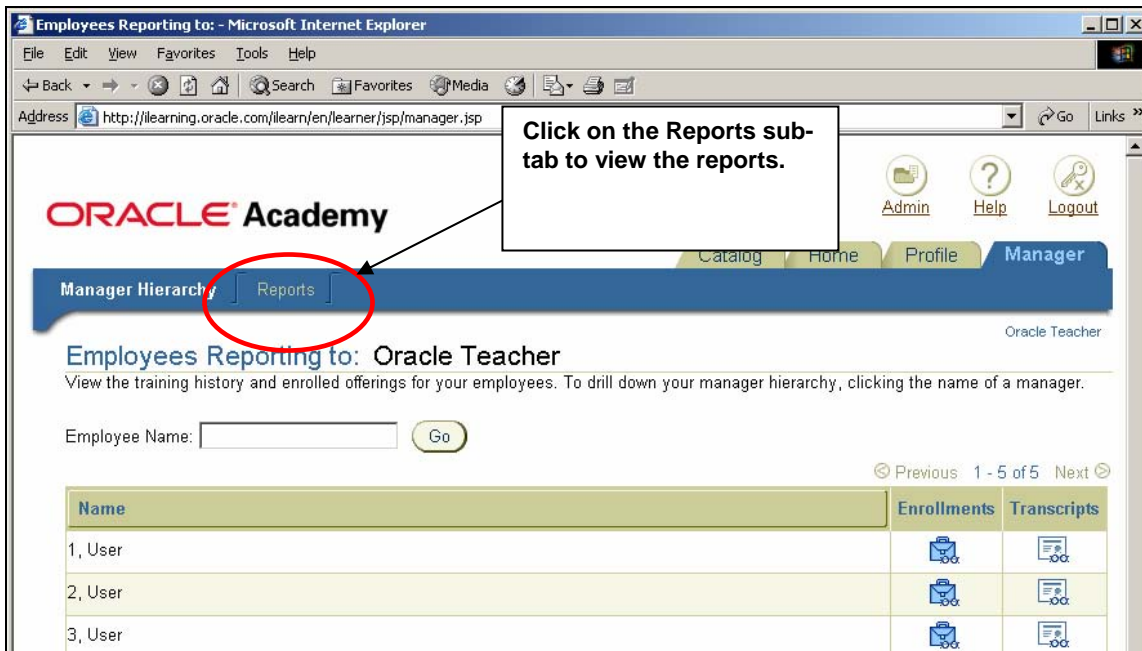 Employees Reporting to: - Microsoft Internet Explorer
File Edit View Favorites Tools Help
Back Search Favorites Media
Address http://ilearning.oracle.com/ilearn/en/learner/jsp/manager.jsp Go Links »
Click on the Reports sub-
tab to view the reports.
ORACLE Academy
Admin Help Logout
Catalog Home Profile Manager
Manager Hierarchy Reports
Oracle Teacher
Employees Reporting to: Oracle Teacher
View the training history and enrolled offerings for your employees. To drill down your manager hierarchy, clicking the name of a manager.
Employee Name: Go
Previous 1 - 5 of 5 Next
Name Enrollments Transcripts
1, User
2, User
3, User